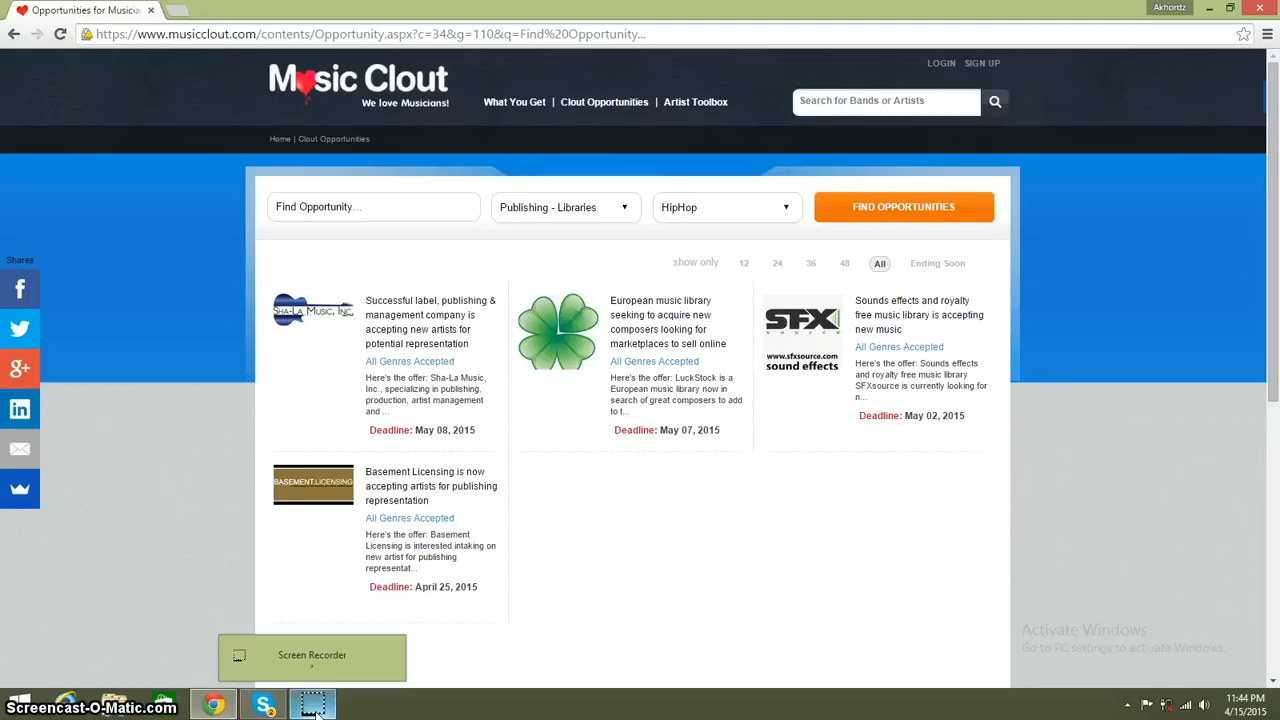 Opportunities for Musicia
Akhordz
https://www.musicclout.com/contents/Opportunity.aspx?c=34&g=110&q=Find%20Opportunity...
LOGIN SIGN UP
Music Clout
We love Musicians!
What You Get | Clout Opportunities | Artist Toolbox
Search for Bands or Artists
Home | Clout Opportunities
Find Opportunity...
Publishing - Libraries
HipHop
FIND OPPORTUNITIES
show only 12 24 36 48 All Ending Soon
Shares
SHA-LA MUSIC, INC.
Successful label, publishing &
management company is
accepting new artists for
potential representation
All Genres Accepted
Here's the offer: Sha-La Music,
Inc., specializing in publishing,
production, artist management
and ...
Deadline: May 08, 2015
European music library
seeking to acquire new
composers looking for
marketplaces to sell online
All Genres Accepted
Here's the offer: LuckStock is a
European music library now in
search of great composers to add
to t...
Deadline: May 07, 2015
SFX
SOURCE
www.sfxsource.com
sound effects
Sounds effects and royalty
free music library is accepting
new music
All Genres Accepted
Here's the offer: Sounds effects
and royalty free music library
SFXsource is currently looking for
n...
Deadline: May 02, 2015
BASEMENT.LICENSING
Basement Licensing is now
accepting artists for publishing
representation
All Genres Accepted
Here's the offer: Basement
Licensing is interested intaking on
new artist for publishing
representat...
Deadline: April 25, 2015
Screen Recorder
Activate Windows
Go to PC settings to activate Windows.
Screencast-O-Matic.com
11:44 PM
4/15/2015